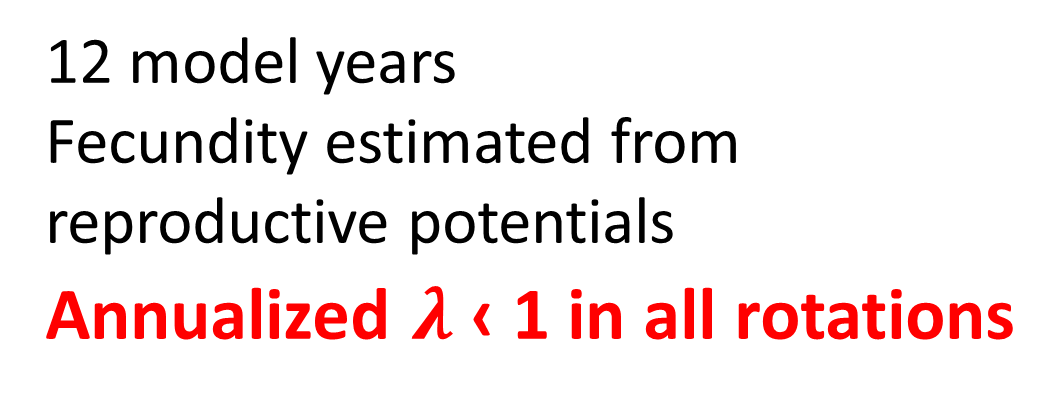 12 model years
Fecundity estimated from
reproductive potentials
Annualized λ ‹ 1 in all rotations